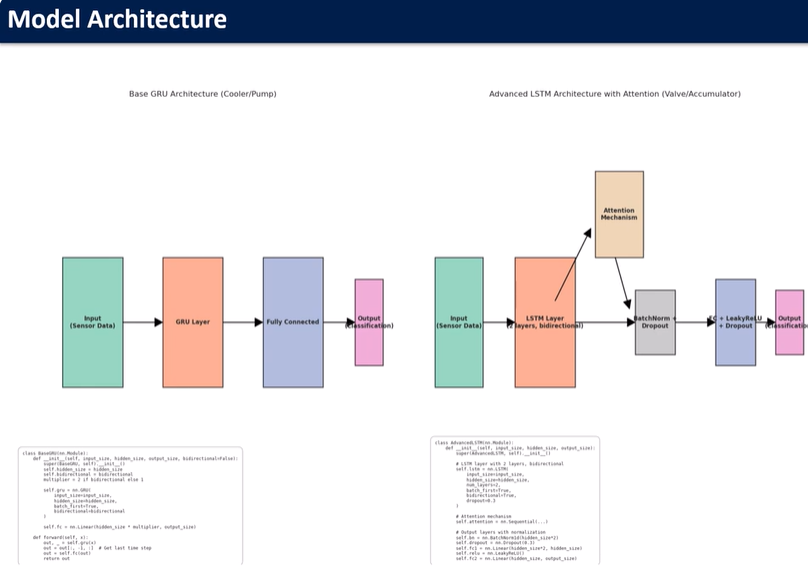 Model Architecture
Base GRU Architecture (Cooler/Pump)
Input
(Sensor Data)
GRU Layer
Fully Connected
Output
(Classification)
class BaseGRU(nn.Module):
def __init__(self, input_size, hidden_size, output_size, bidirectional=False):
super(BaseGRU, self).__init__()
self.hidden_size = hidden_size
self.bidirectional = bidirectional
multiplier = 2 if bidirectional else 1
self.gru = nn.GRU(
input_size=input_size,
hidden_size=hidden_size,
batch_first=True,
bidirectional=bidirectional
)
self.fc = nn.Linear(hidden_size * multiplier, output_size)
def forward(self, x):
out, _ = self.gru(x)
out = out[:, -1, :] # Get last time step
out = self.fc(out)
return out
Advanced LSTM Architecture with Attention (Valve/Accumulator)
Attention
Mechanism
Input
(Sensor Data)
LSTM Layer
(2 layers, bidirectional)
BatchNorm +
Dropout
FC + LeakyReLU
+ Dropout
Output
(Classificatio
class AdvancedLSTM(nn.Module):
def __init__(self, input_size, hidden_size, output_size):
super(AdvancedLSTM, self).__init__()
# LSTM layer with 2 layers, bidirectional
self.lstm = nn.LSTM(
input_size=input_size,
hidden_size=hidden_size,
num_layers=2,
batch_first=True,
bidirectional=True,
dropout=0.3
)
# Attention mechanism
self.attention = nn.Sequential(...)
# Output layers with normalization
self.bn = nn.BatchNorm1d(hidden_size*2)
self.dropout = nn.Dropout(0.3)
self.fc1 = nn.Linear(hidden_size*2, hidden_size)
self.relu = nn.LeakyReLU()
self.fc2 = nn.Linear(hidden_size, output_size)